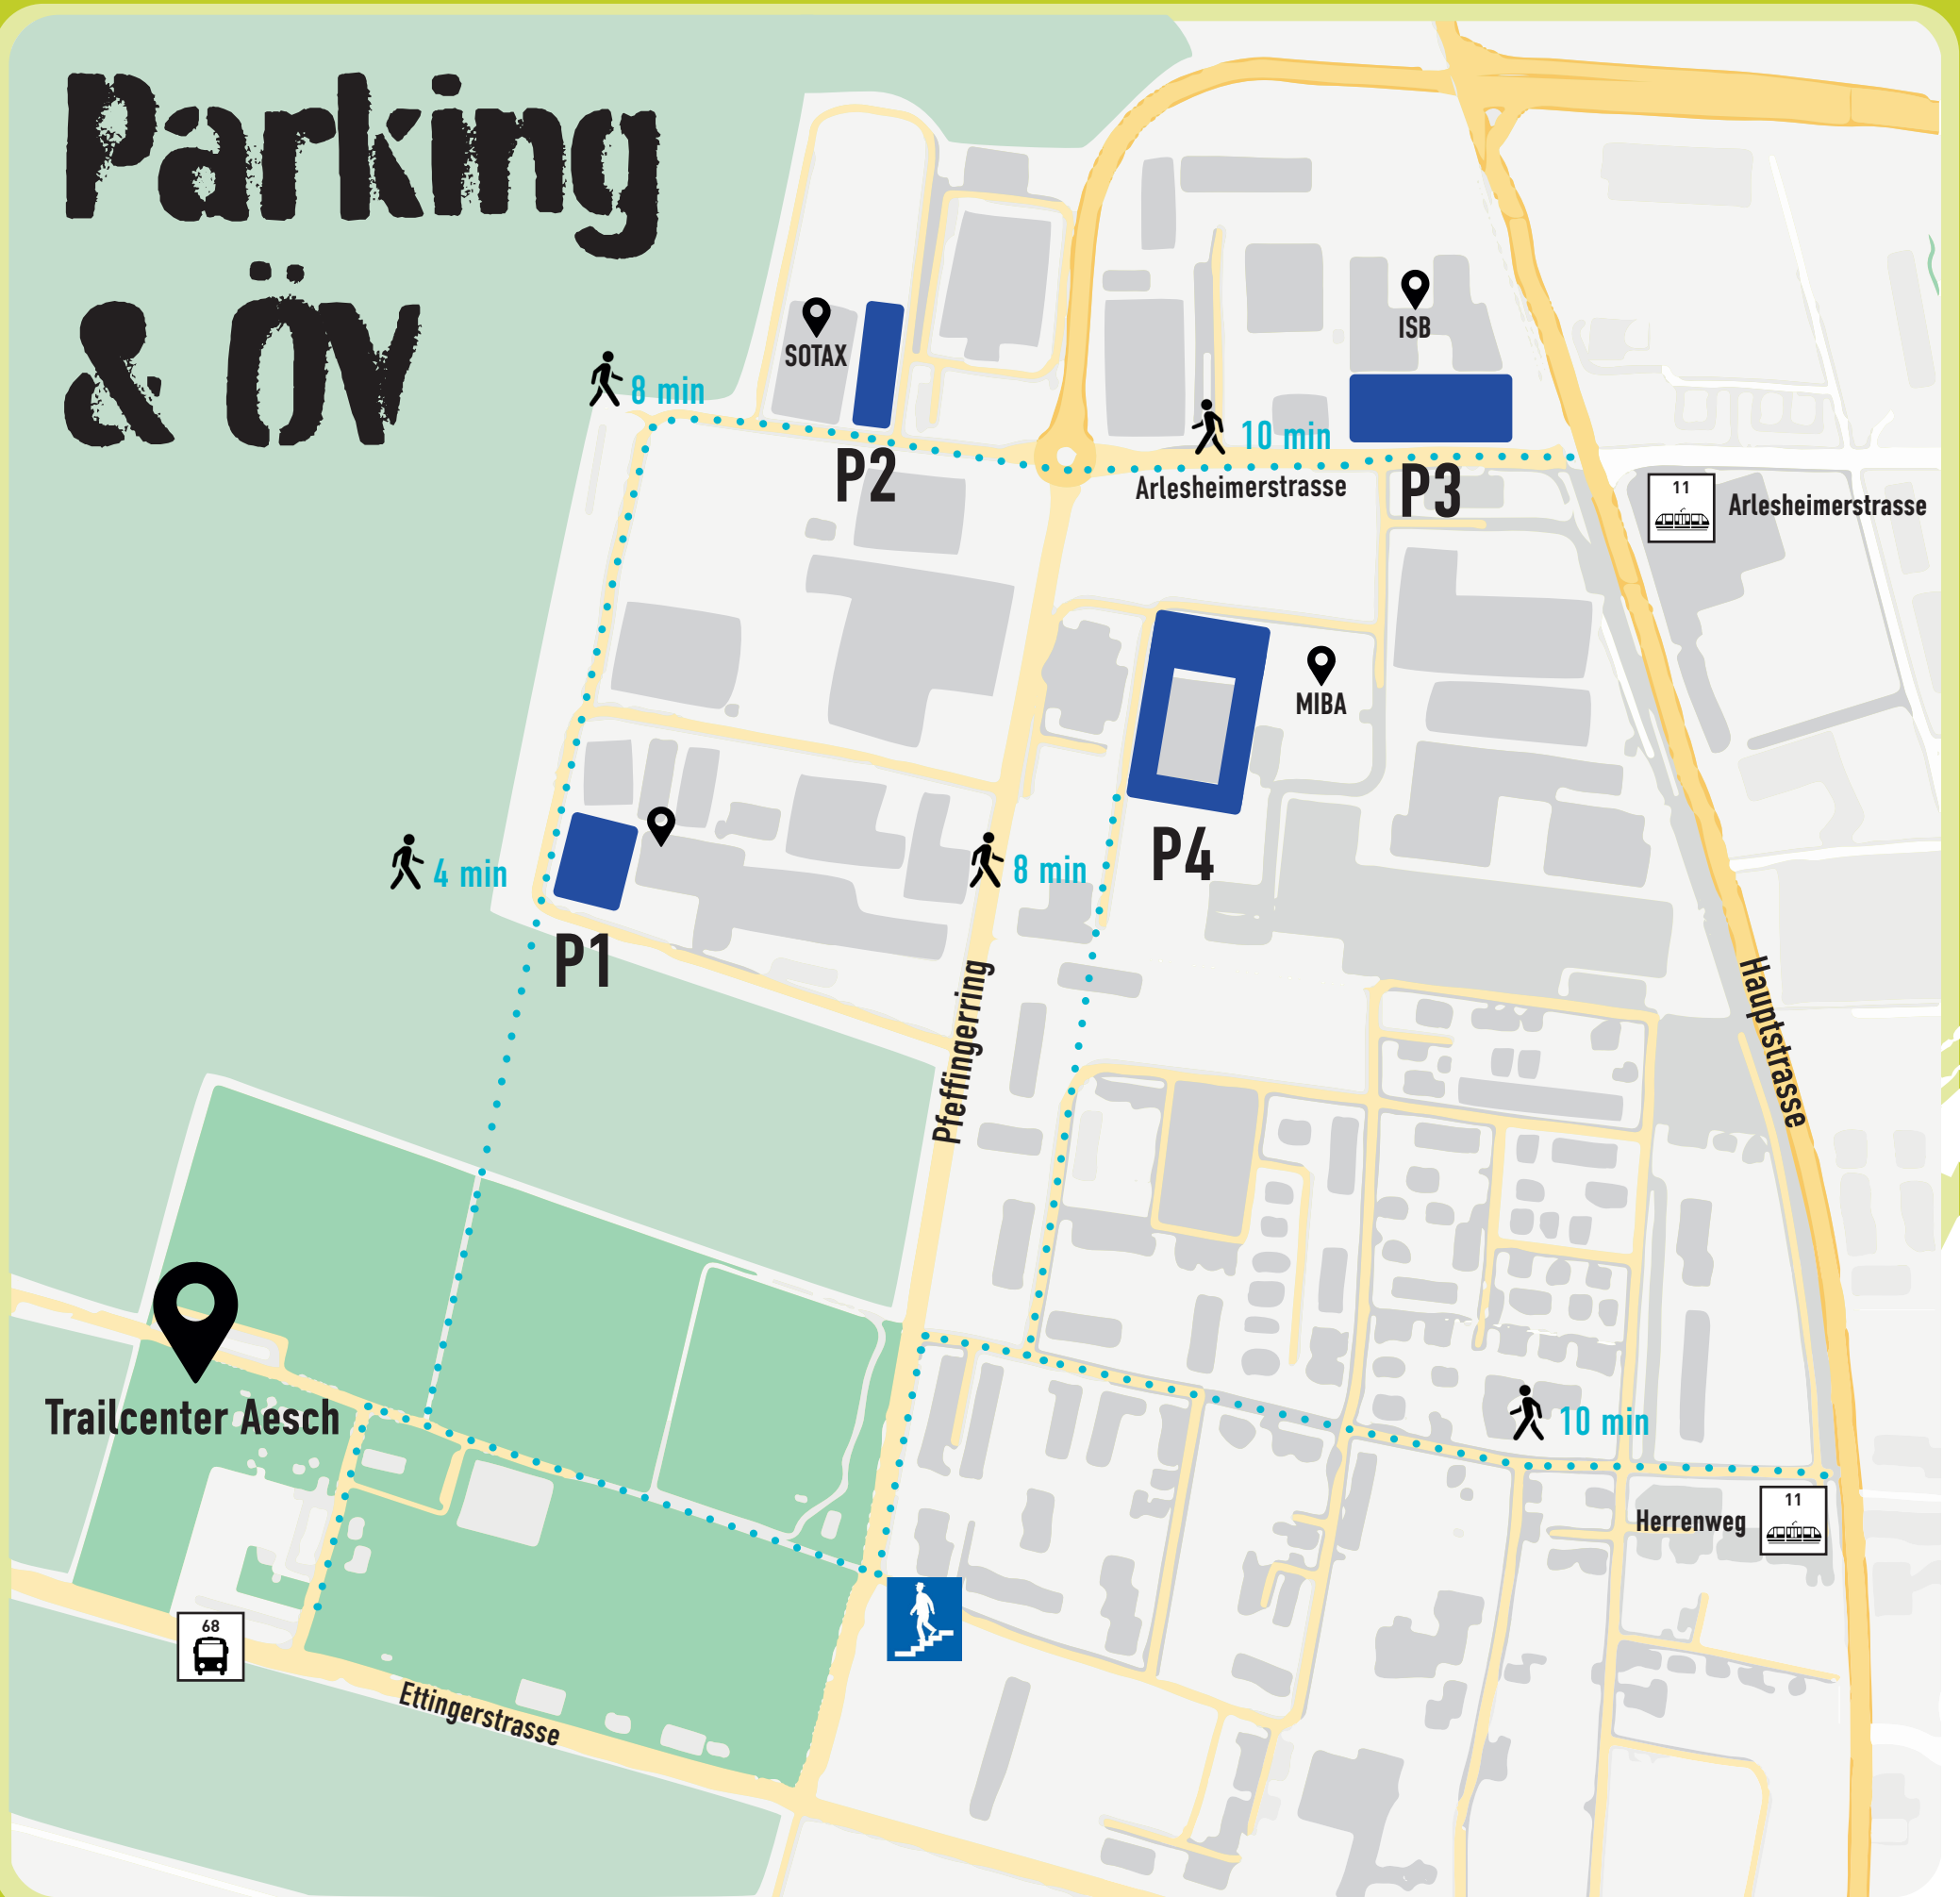 Parking
& ÖV
SOTAX
ISB
8 min
10 min
P2
Arlesheimerstrasse
P3
11
Arlesheimerstrasse
MIBA
4 min
8 min
P4
P1
Pfeffingerring
Hauptstrasse
Trailcenter Aesch
10 min
11
Herrenweg
68
Ettingerstrasse